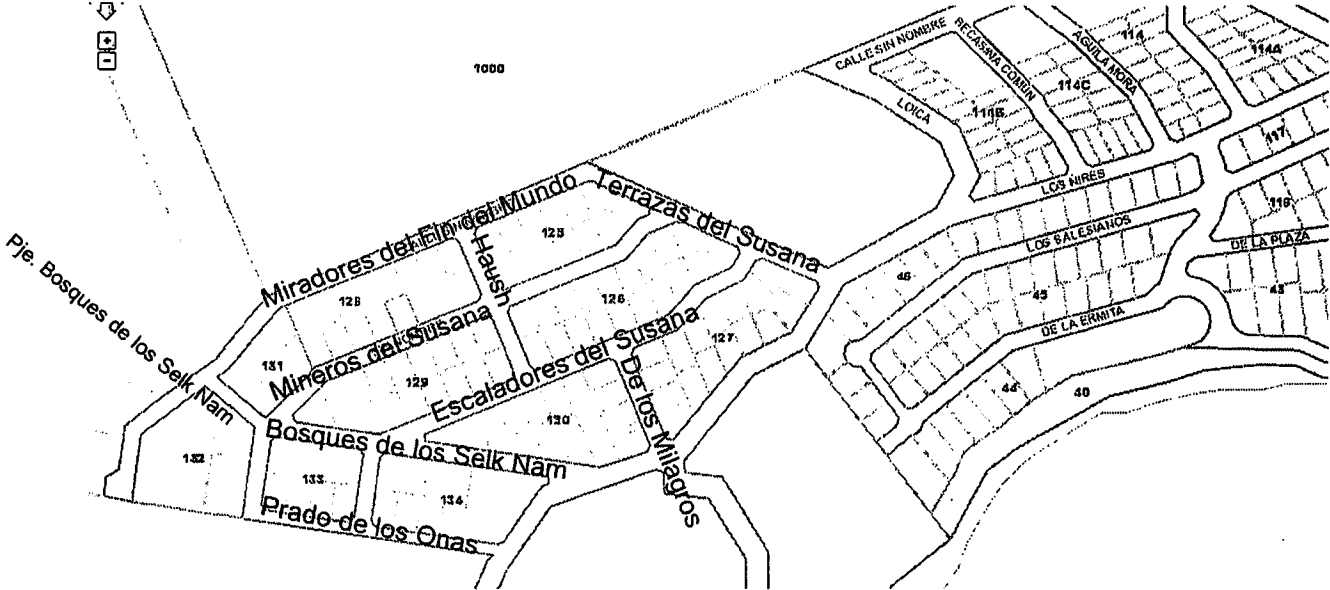 +
-
1000
CALLE SIN NOMBRE
BECASINA COMUN
AGUILA MORA
114
114A
114C
114B
LOICA
117
LOS ÑIRES
116
LOS SALESIANOS
DE LA PLAZA
46
45
43
DE LA ERMITA
44
40
Miradores del Fin del Mundo
Terrazas del Susana
Haush
125
Pje. Bosques de los Selk Nam
128
126
Mineros del Susana
131
129
Escaladores del Susana
127
De los Milagros
130
Bosques de los Selk Nam
132
133
134
Prado de los Onas